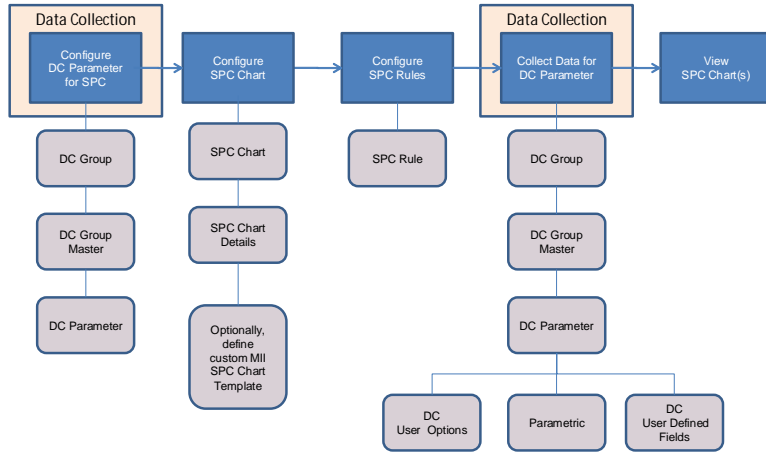 Data Collection
Data Collection
Configure
DC Parameter
for SPC
Configure
SPC Chart
Configure
SPC Rules
Collect Data for
DC Parameter
View
SPC Chart(s)
DC Group
SPC Chart
SPC Rule
DC Group
DC Group
Master
SPC Chart
Details
DC Group
Master
DC Parameter
Optionally,
define
custom MII
SPC Chart
Template
DC Parameter
DC
User Options
Parametric
DC
User Defined
Fields